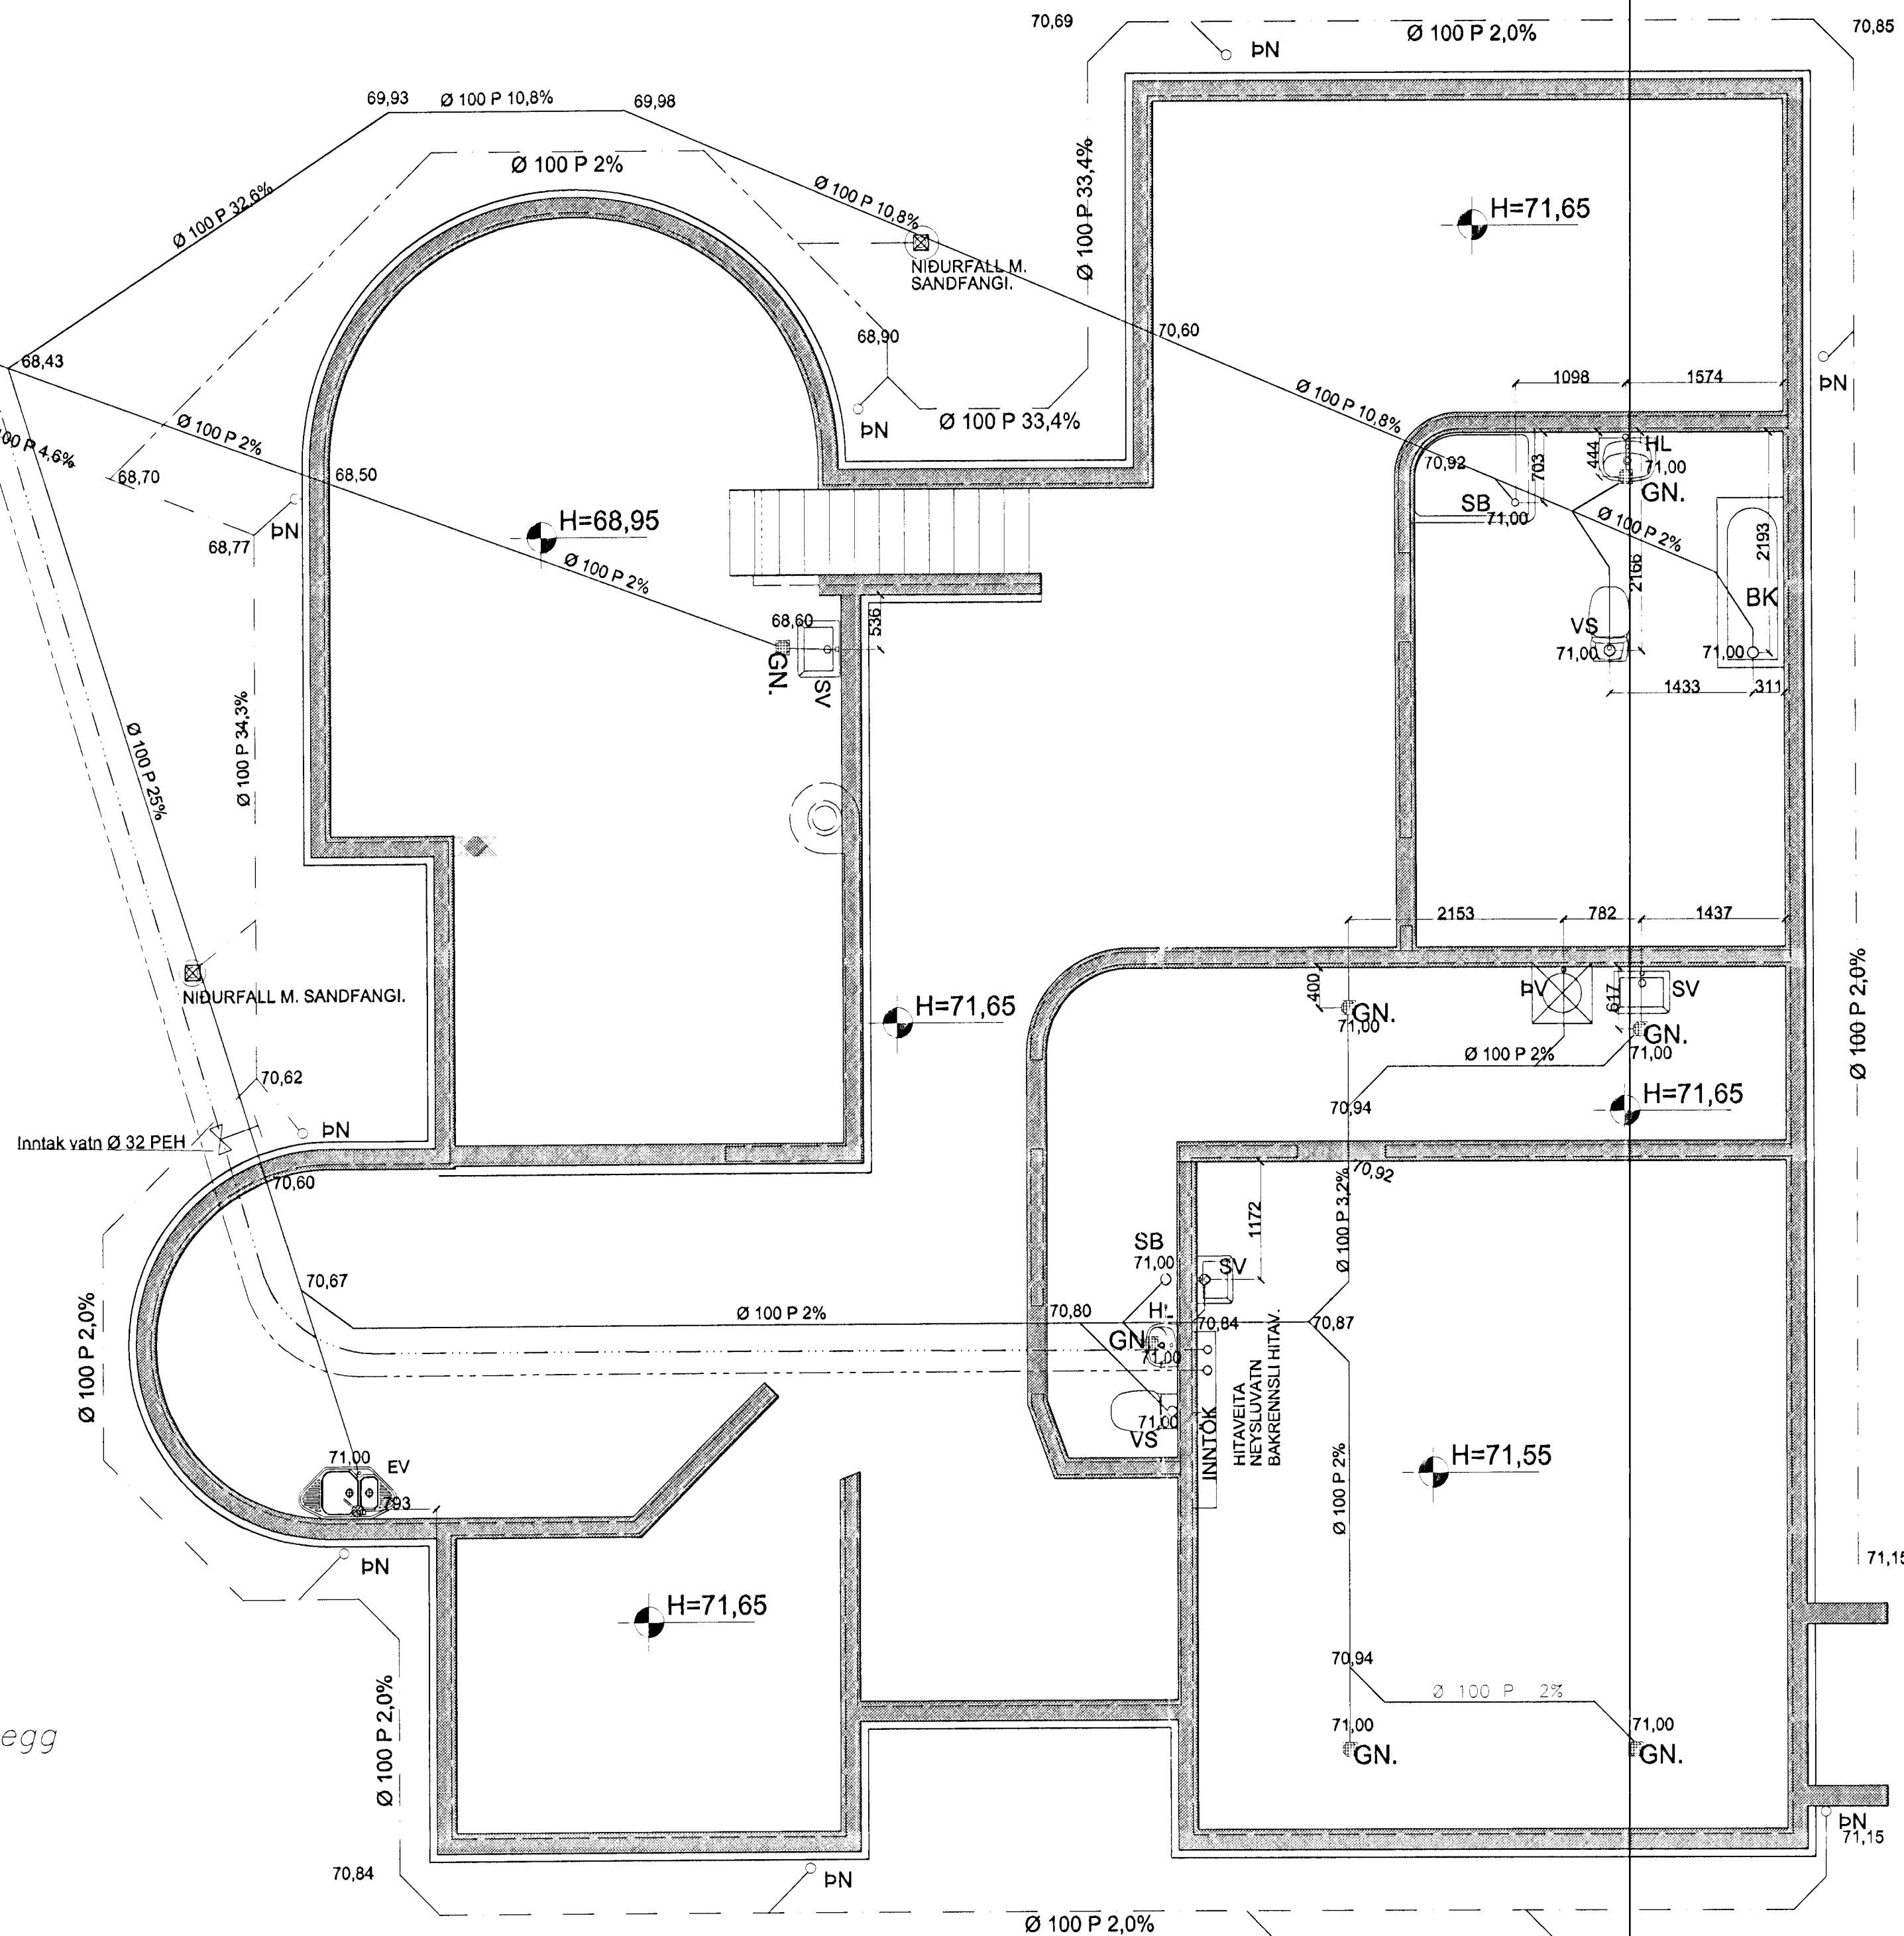 70,69
Ø 100 P 2,0%
70,85
ÞN
69,93
Ø 100 P 10,8%
69,98
Ø 100 P 2%
Ø 100 P 33,4%
Ø 100 P 32,6%
Ø 100 P 10,8%
H=71,65
NIÐURFALL M.
SANDFANGI.
68,90
70,60
68,43
ÞN
1098
1574
Ø 100 P 10,8%
Ø 100 P 33,4%
ÞN
Ø 100 P 2%
100 P 4,6%
68,70
68,50
70,92
703
444
HL
71,00
GN.
SB
71,00
Ø 100 P 2%
2193
ÞN
68,77
H=68,95
Ø 100 P 2%
2166
BK
68,60
536
VS
71,00
71,00
GN.
SV
1433
311
Ø 100 P 34,3%
Ø 100 P 25%
2153
782
1437
NIÐURFALL M. SANDFANGI.
H=71,65
400
GN.
71,00
ÞV
617
SV
GN.
71,00
Ø 100 P 2%
Ø 100 P 2,0%
70,62
H=71,65
70,94
ÞN
Inntak vatn Ø 32 PEH
70,60
70,92
Ø 100 P 3,2%
1172
SB
71,00
SV
70,67
Ø 100 P 2%
70,80
HL
70,84
70,87
GN.
71,00
Ø 100 P 2,0%
71,00
VS
INNTÖK
HITAVEITA
NEYSLUVATN
BAKRENNSLI HITAV.
71,00
EV
793
H=71,55
Ø 100 P 2%
ÞN
71,15
H=71,65
70,94
Ø 100 P 2%
Ø 100 P 2,0%
71,00
GN.
71,00
GN.
egg
ÞN
71,15
70,84
ÞN
Ø 100 P 2,0%